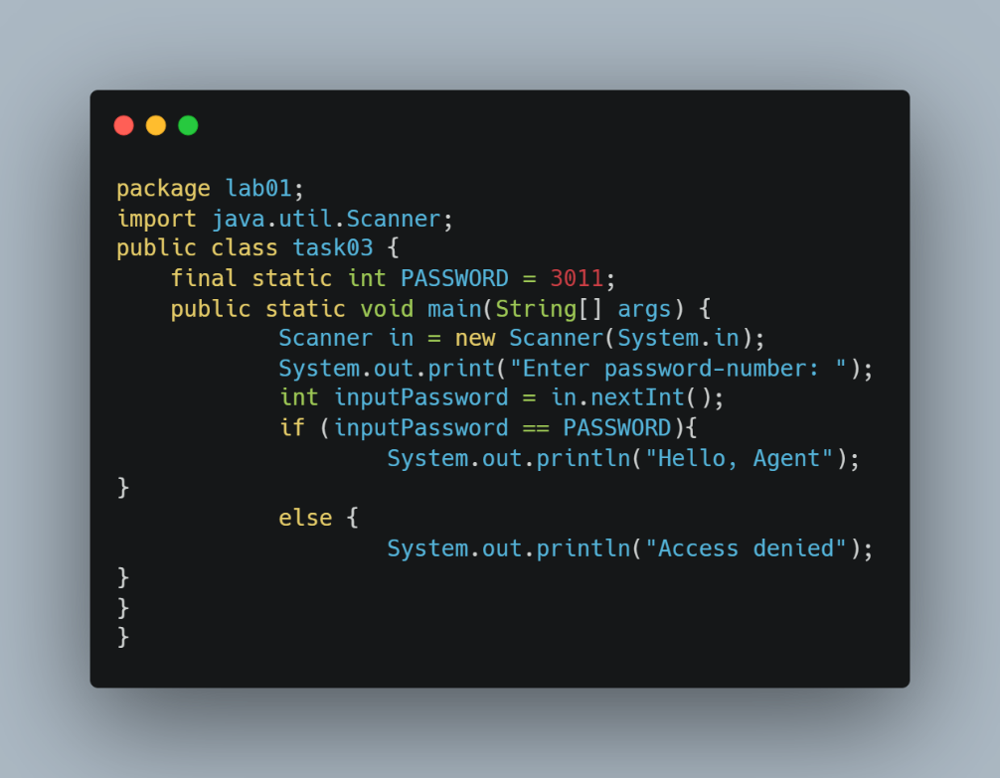 package lab01;
import java.util.Scanner;
public class task03 {
    final static int PASSWORD = 3011;
    public static void main(String[] args) {
            Scanner in = new Scanner(System.in);
            System.out.print("Enter password-number: ");
            int inputPassword = in.nextInt();
            if (inputPassword == PASSWORD){
                    System.out.println("Hello, Agent");
}
            else {
                    System.out.println("Access denied");
}
}
}